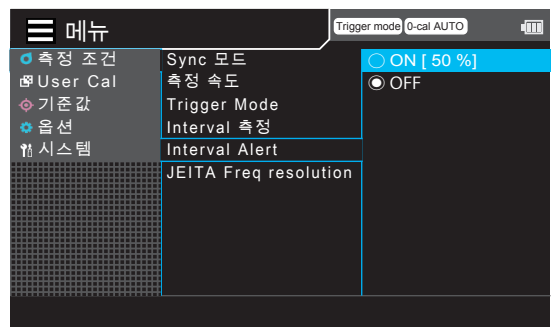 메뉴
Trigger mode 0-cal AUTO
측정 조건
User Cal
기준값
옵션
시스템
Sync 모드
측정 속도
Trigger Mode
Interval 측정
Interval Alert
JEITA Freq resolution
ON [ 50 %]
OFF